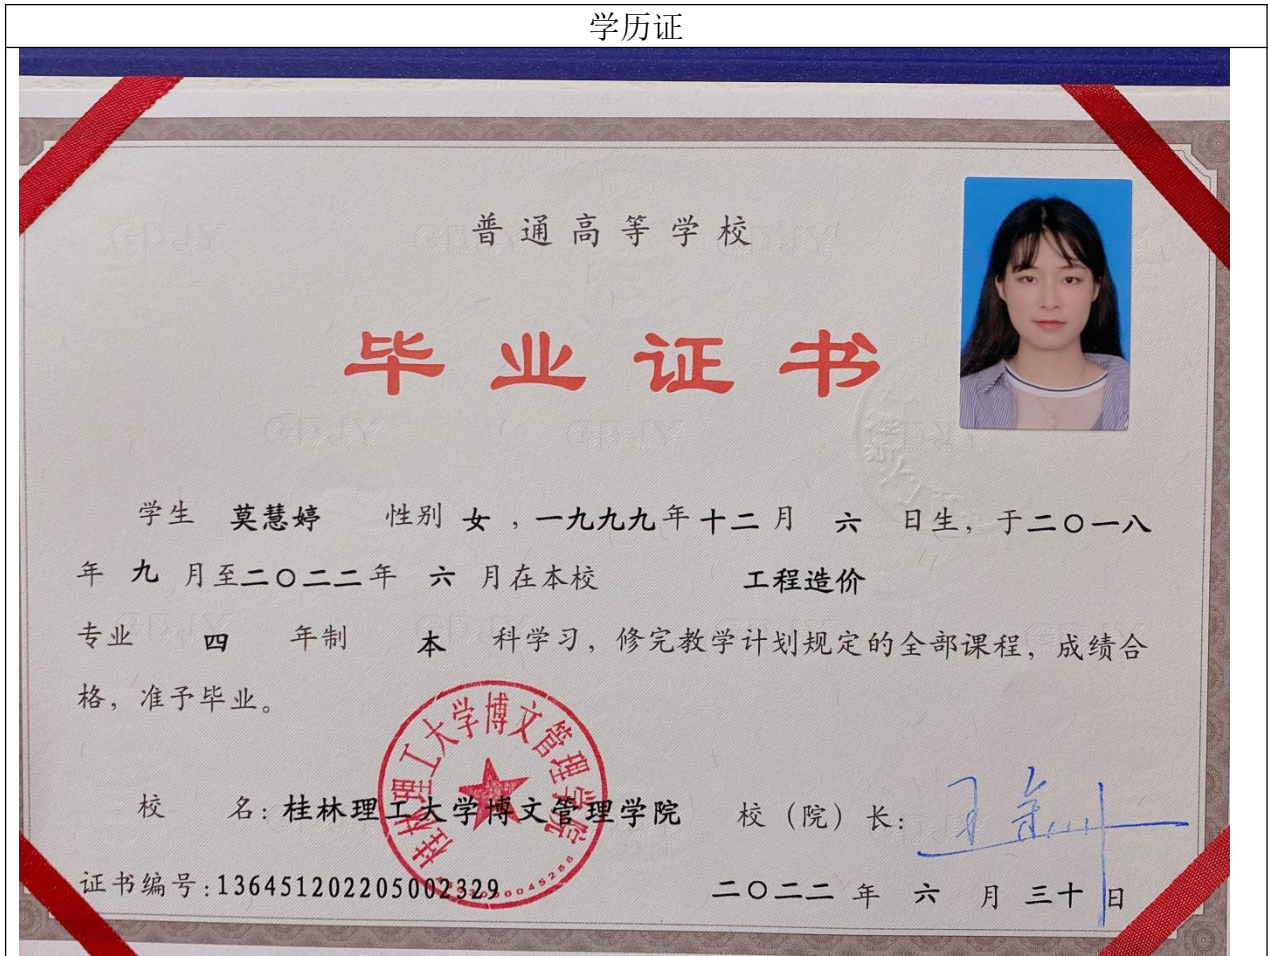 学历证
普通高等学校
毕业证书
学生 莫慧婷 性别 女 ，一九九九年十二月 六 日生，于二〇一八
年 九 月至二〇二二年 六 月在本校 工程造价
专业 四 年制 本 科学习，修完教学计划规定的全部课程，成绩合
格，准予毕业。
桂林理工大学博文管理学院
校 名：桂林理工大学博文管理学院 校（院）长：
证书编号：136451202205002329 二〇二二 年 六 月 三十 日